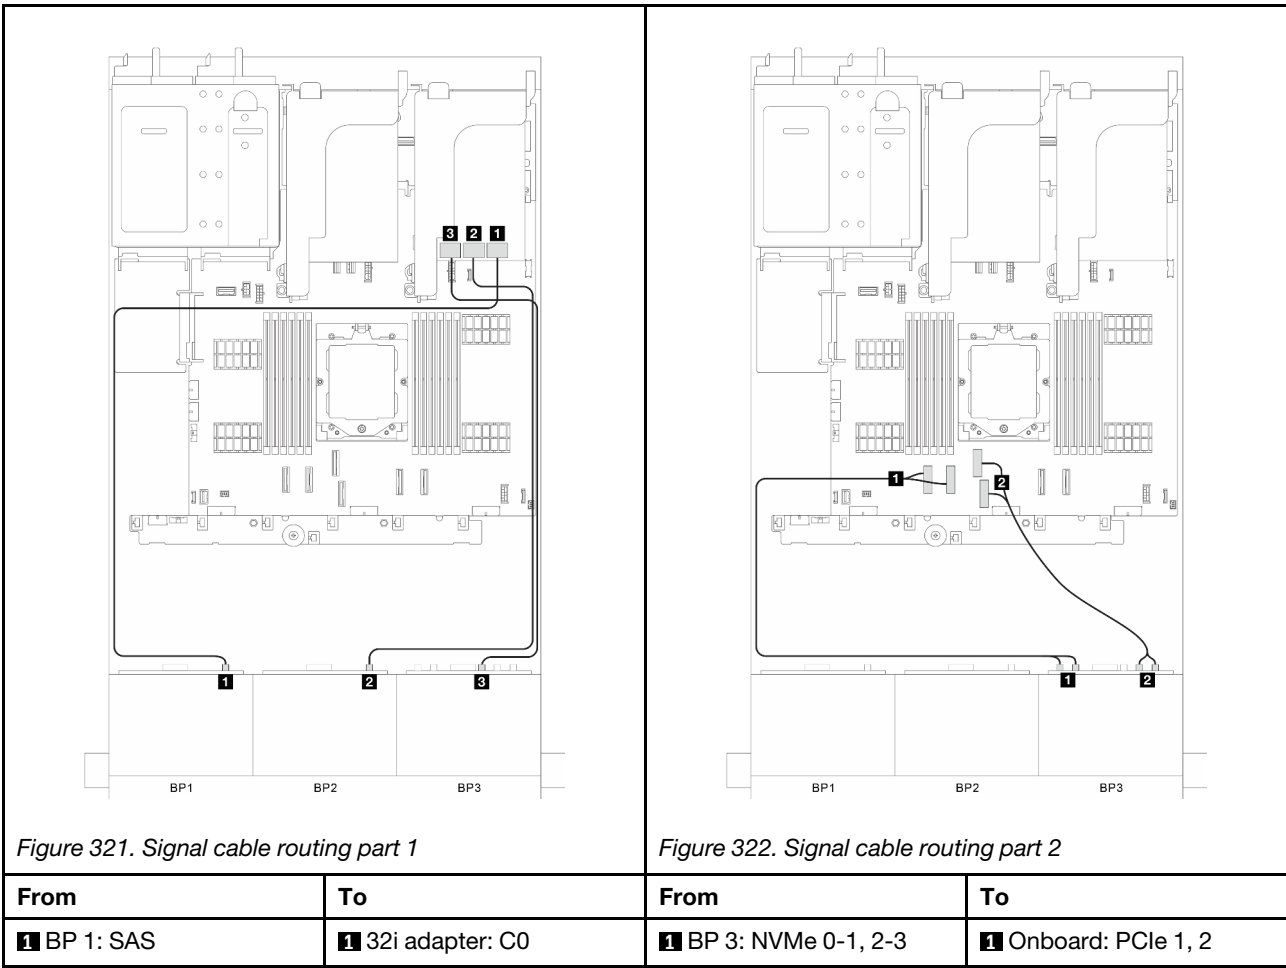 3 2 1
1 2 3
BP1 BP2 BP3
Figure 321. Signal cable routing part 1
1 2
1 2
BP1 BP2 BP3
Figure 322. Signal cable routing part 2
From To From To
1 BP 1: SAS 1 32i adapter: C0 1 BP 3: NVMe 0-1, 2-3 1 Onboard: PCIe 1, 2